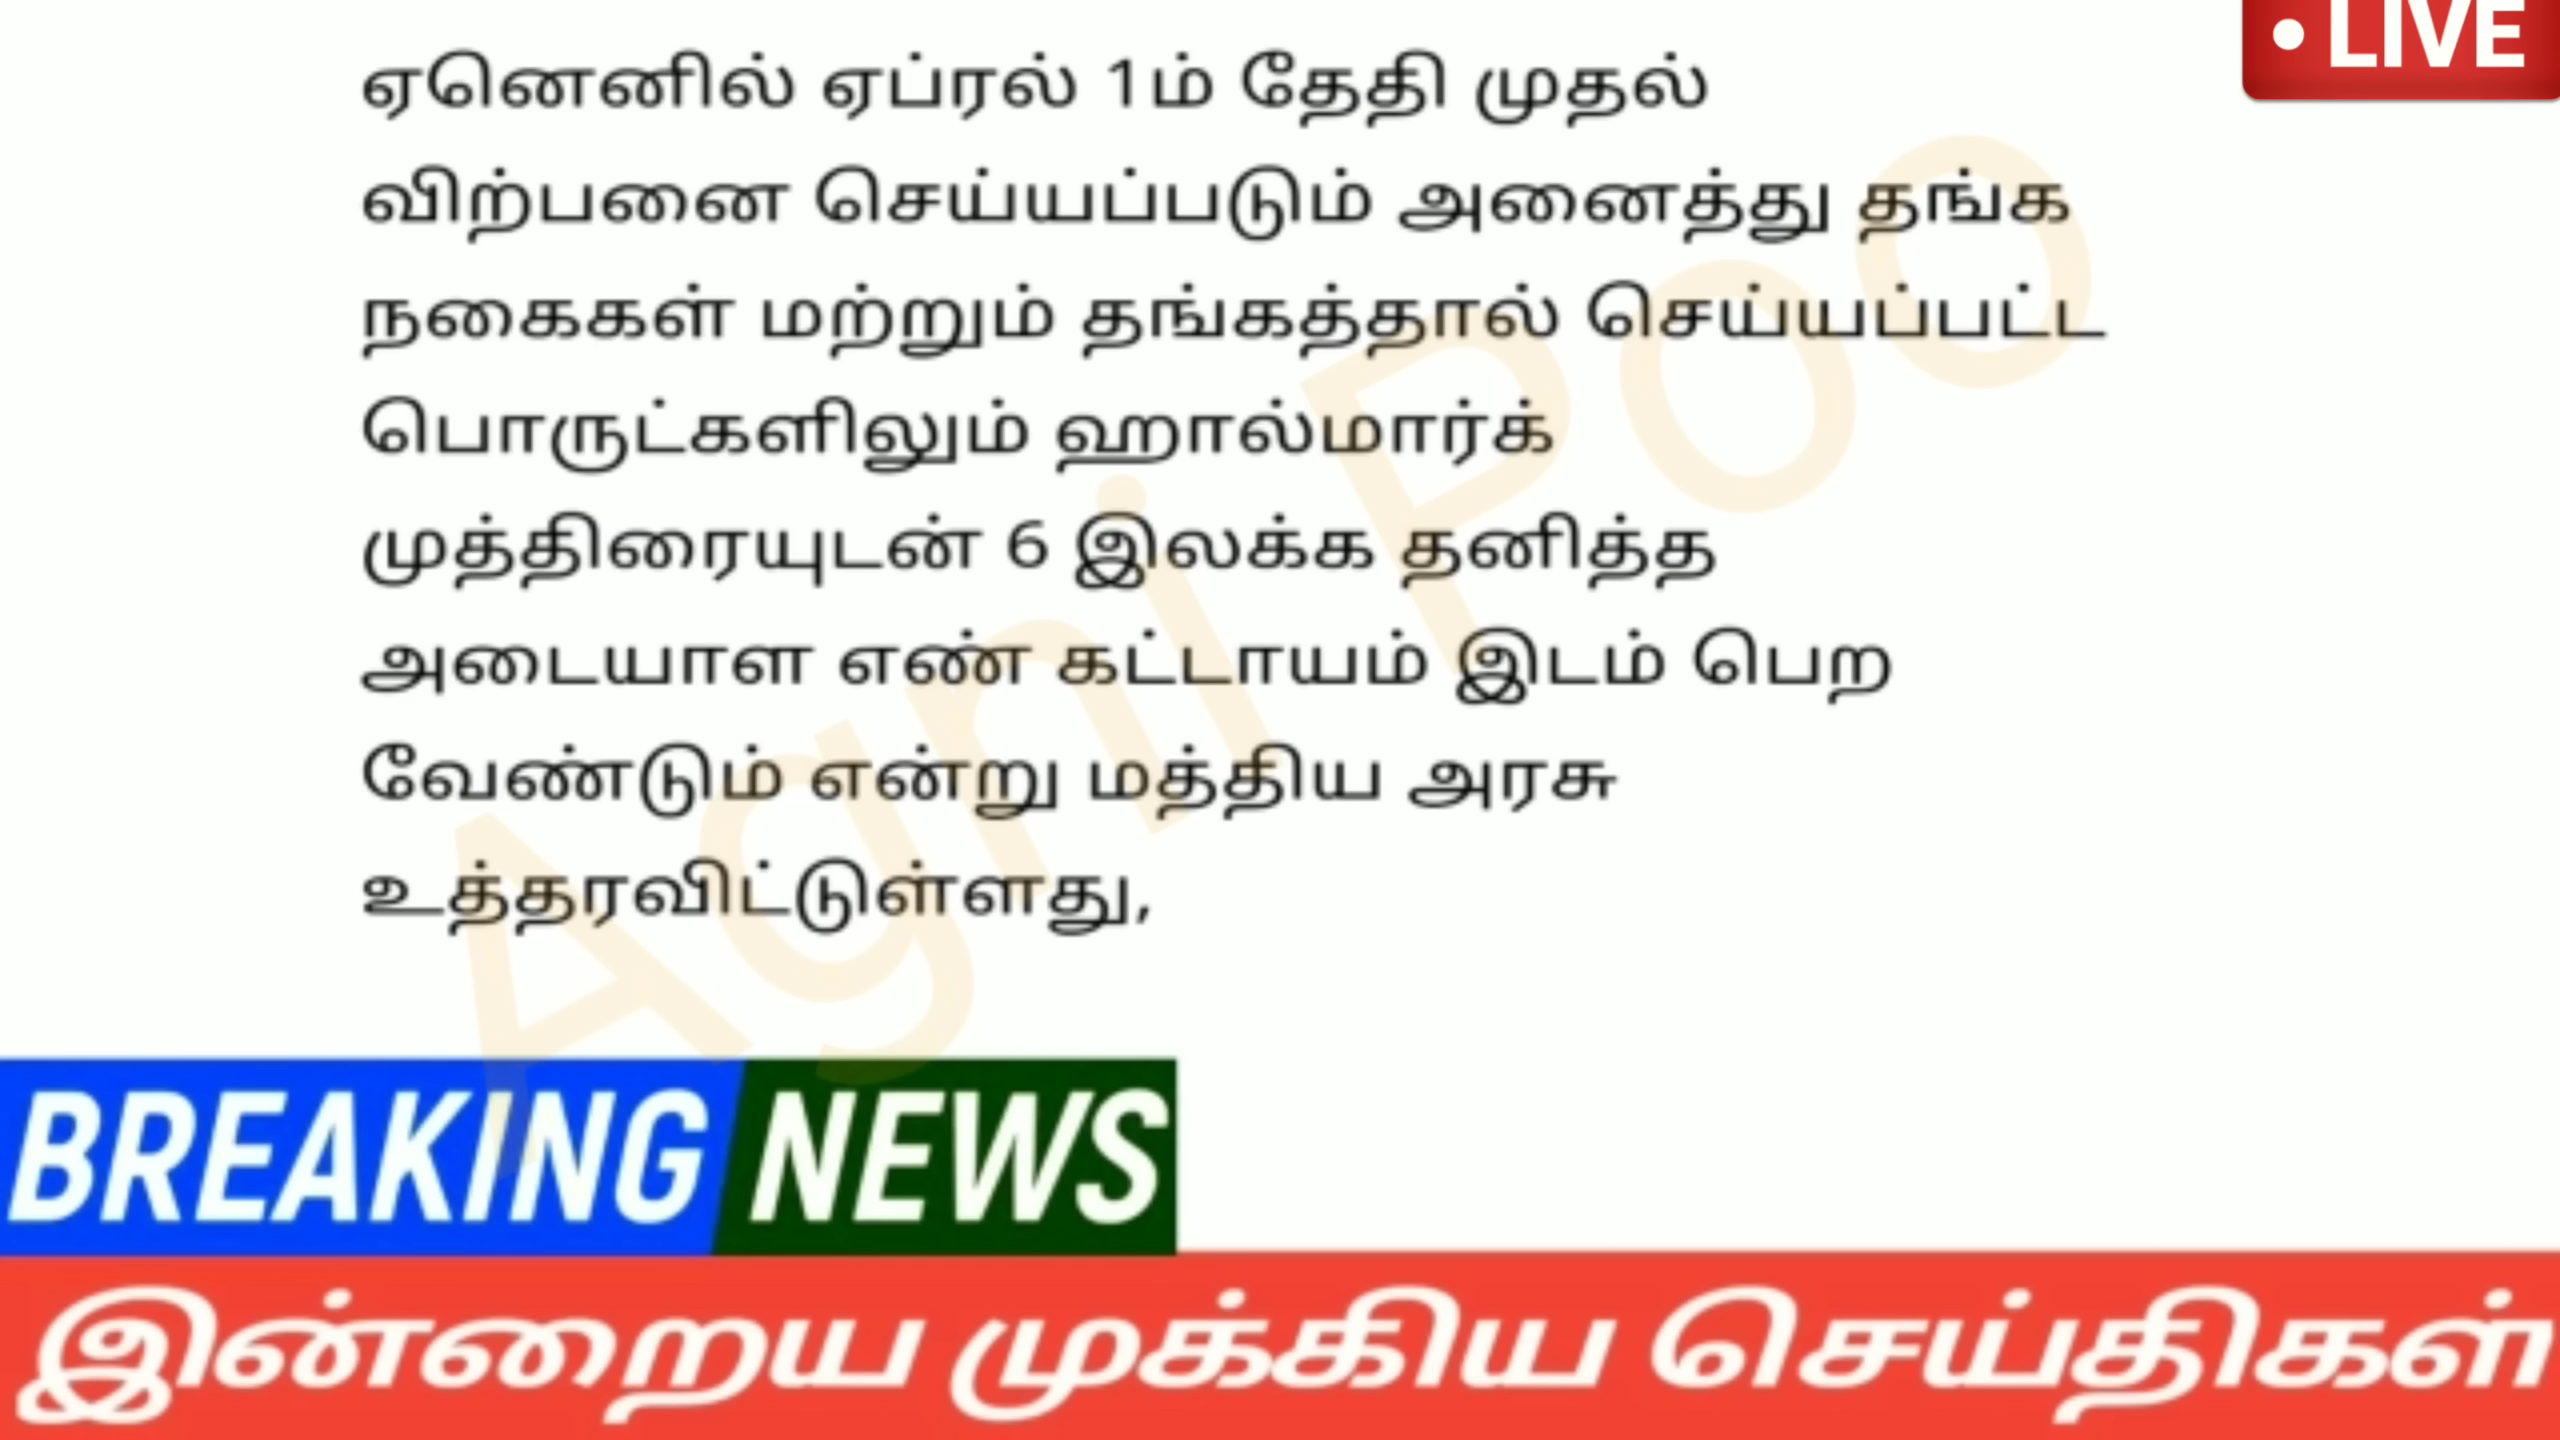 • LIVE
ஏனெனில் ஏப்ரல் 1ம் தேதி முதல்
விற்பனை செய்யப்படும் அனைத்து தங்க
நகைகள் மற்றும் தங்கத்தால் செய்யப்பட்ட
பொருட்களிலும் ஹால்மார்க்
முத்திரையுடன் 6 இலக்க தனித்த
அடையாள எண் கட்டாயம் இடம் பெற
வேண்டும் என்று மத்திய அரசு
உத்தரவிட்டுள்ளது,
Agni Poo
BREAKING NEWS
இன்றைய முக்கிய செய்திகள்